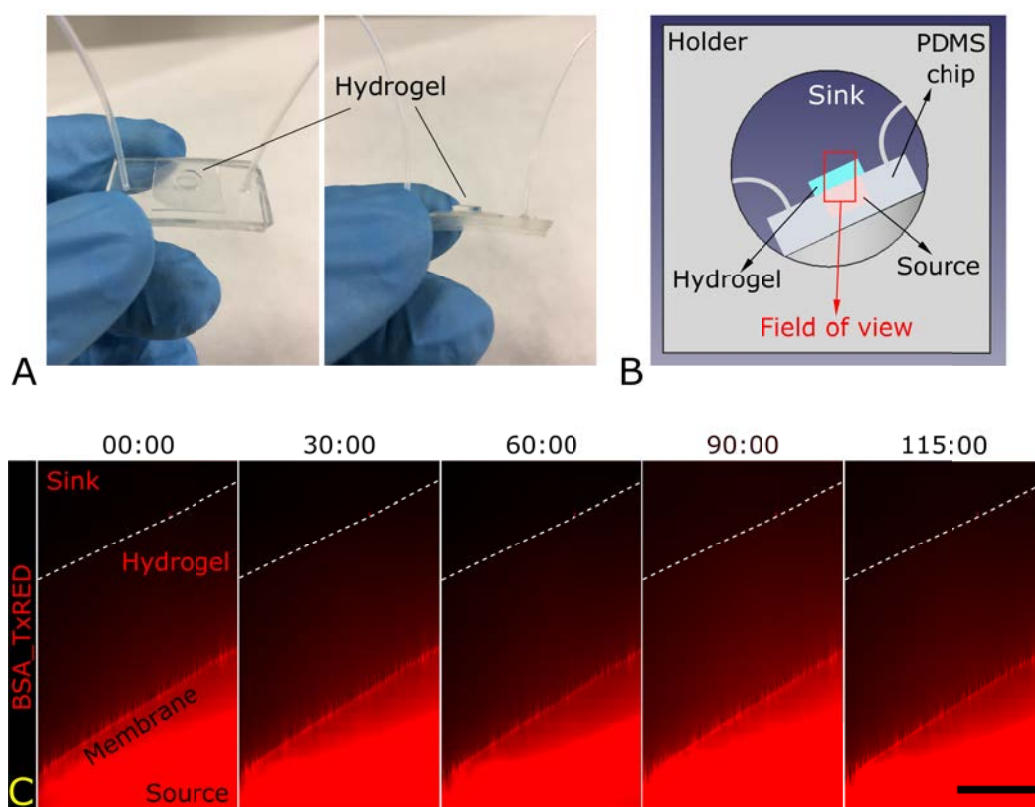 Hydrogel
A
Holder
PDMS
chip
Sink
Hydrogel
Source
Field of view
B
00:00
30:00
60:00
90:00
115:00
BSA_TxRED
Sink
Hydrogel
Membrane
Source
C